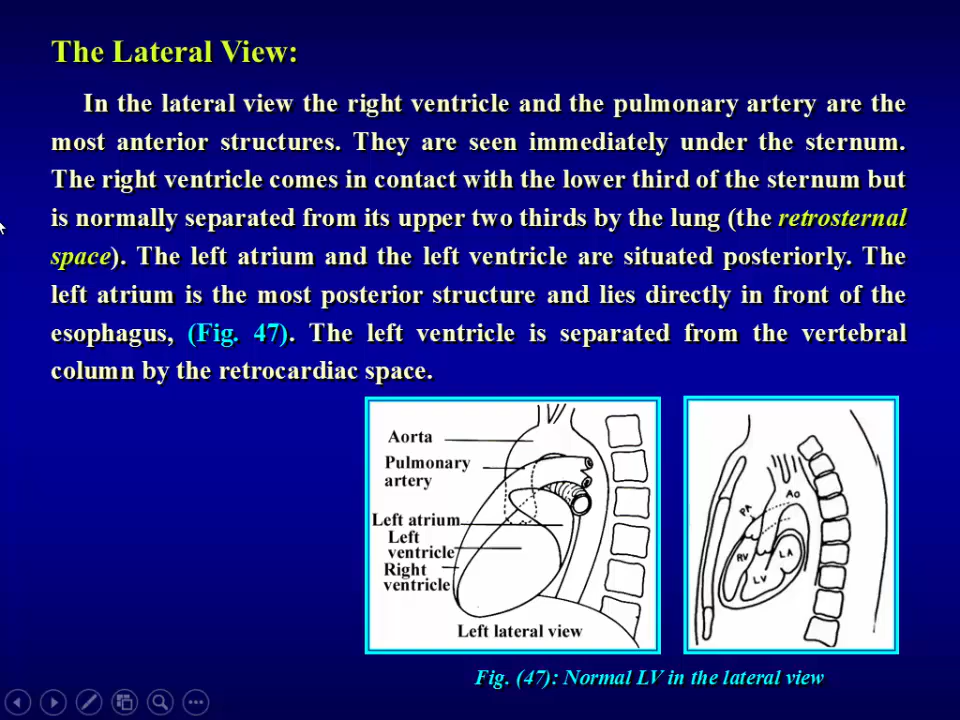 The Lateral View:
In the lateral view the right ventricle and the pulmonary artery are the
most anterior structures. They are seen immediately under the sternum.
The right ventricle comes in contact with the lower third of the sternum but
is normally separated from its upper two thirds by the lung (the retrosternal
space). The left atrium and the left ventricle are situated posteriorly. The
left atrium is the most posterior structure and lies directly in front of the
esophagus, (Fig. 47). The left ventricle is separated from the vertebral
column by the retrocardiac space.
Aorta
Pulmonary
artery
Left atrium
Left
ventricle
Right
ventricle
Left lateral view
PA
Ao
RV
LA
LV
Fig. (47): Normal LV in the lateral view